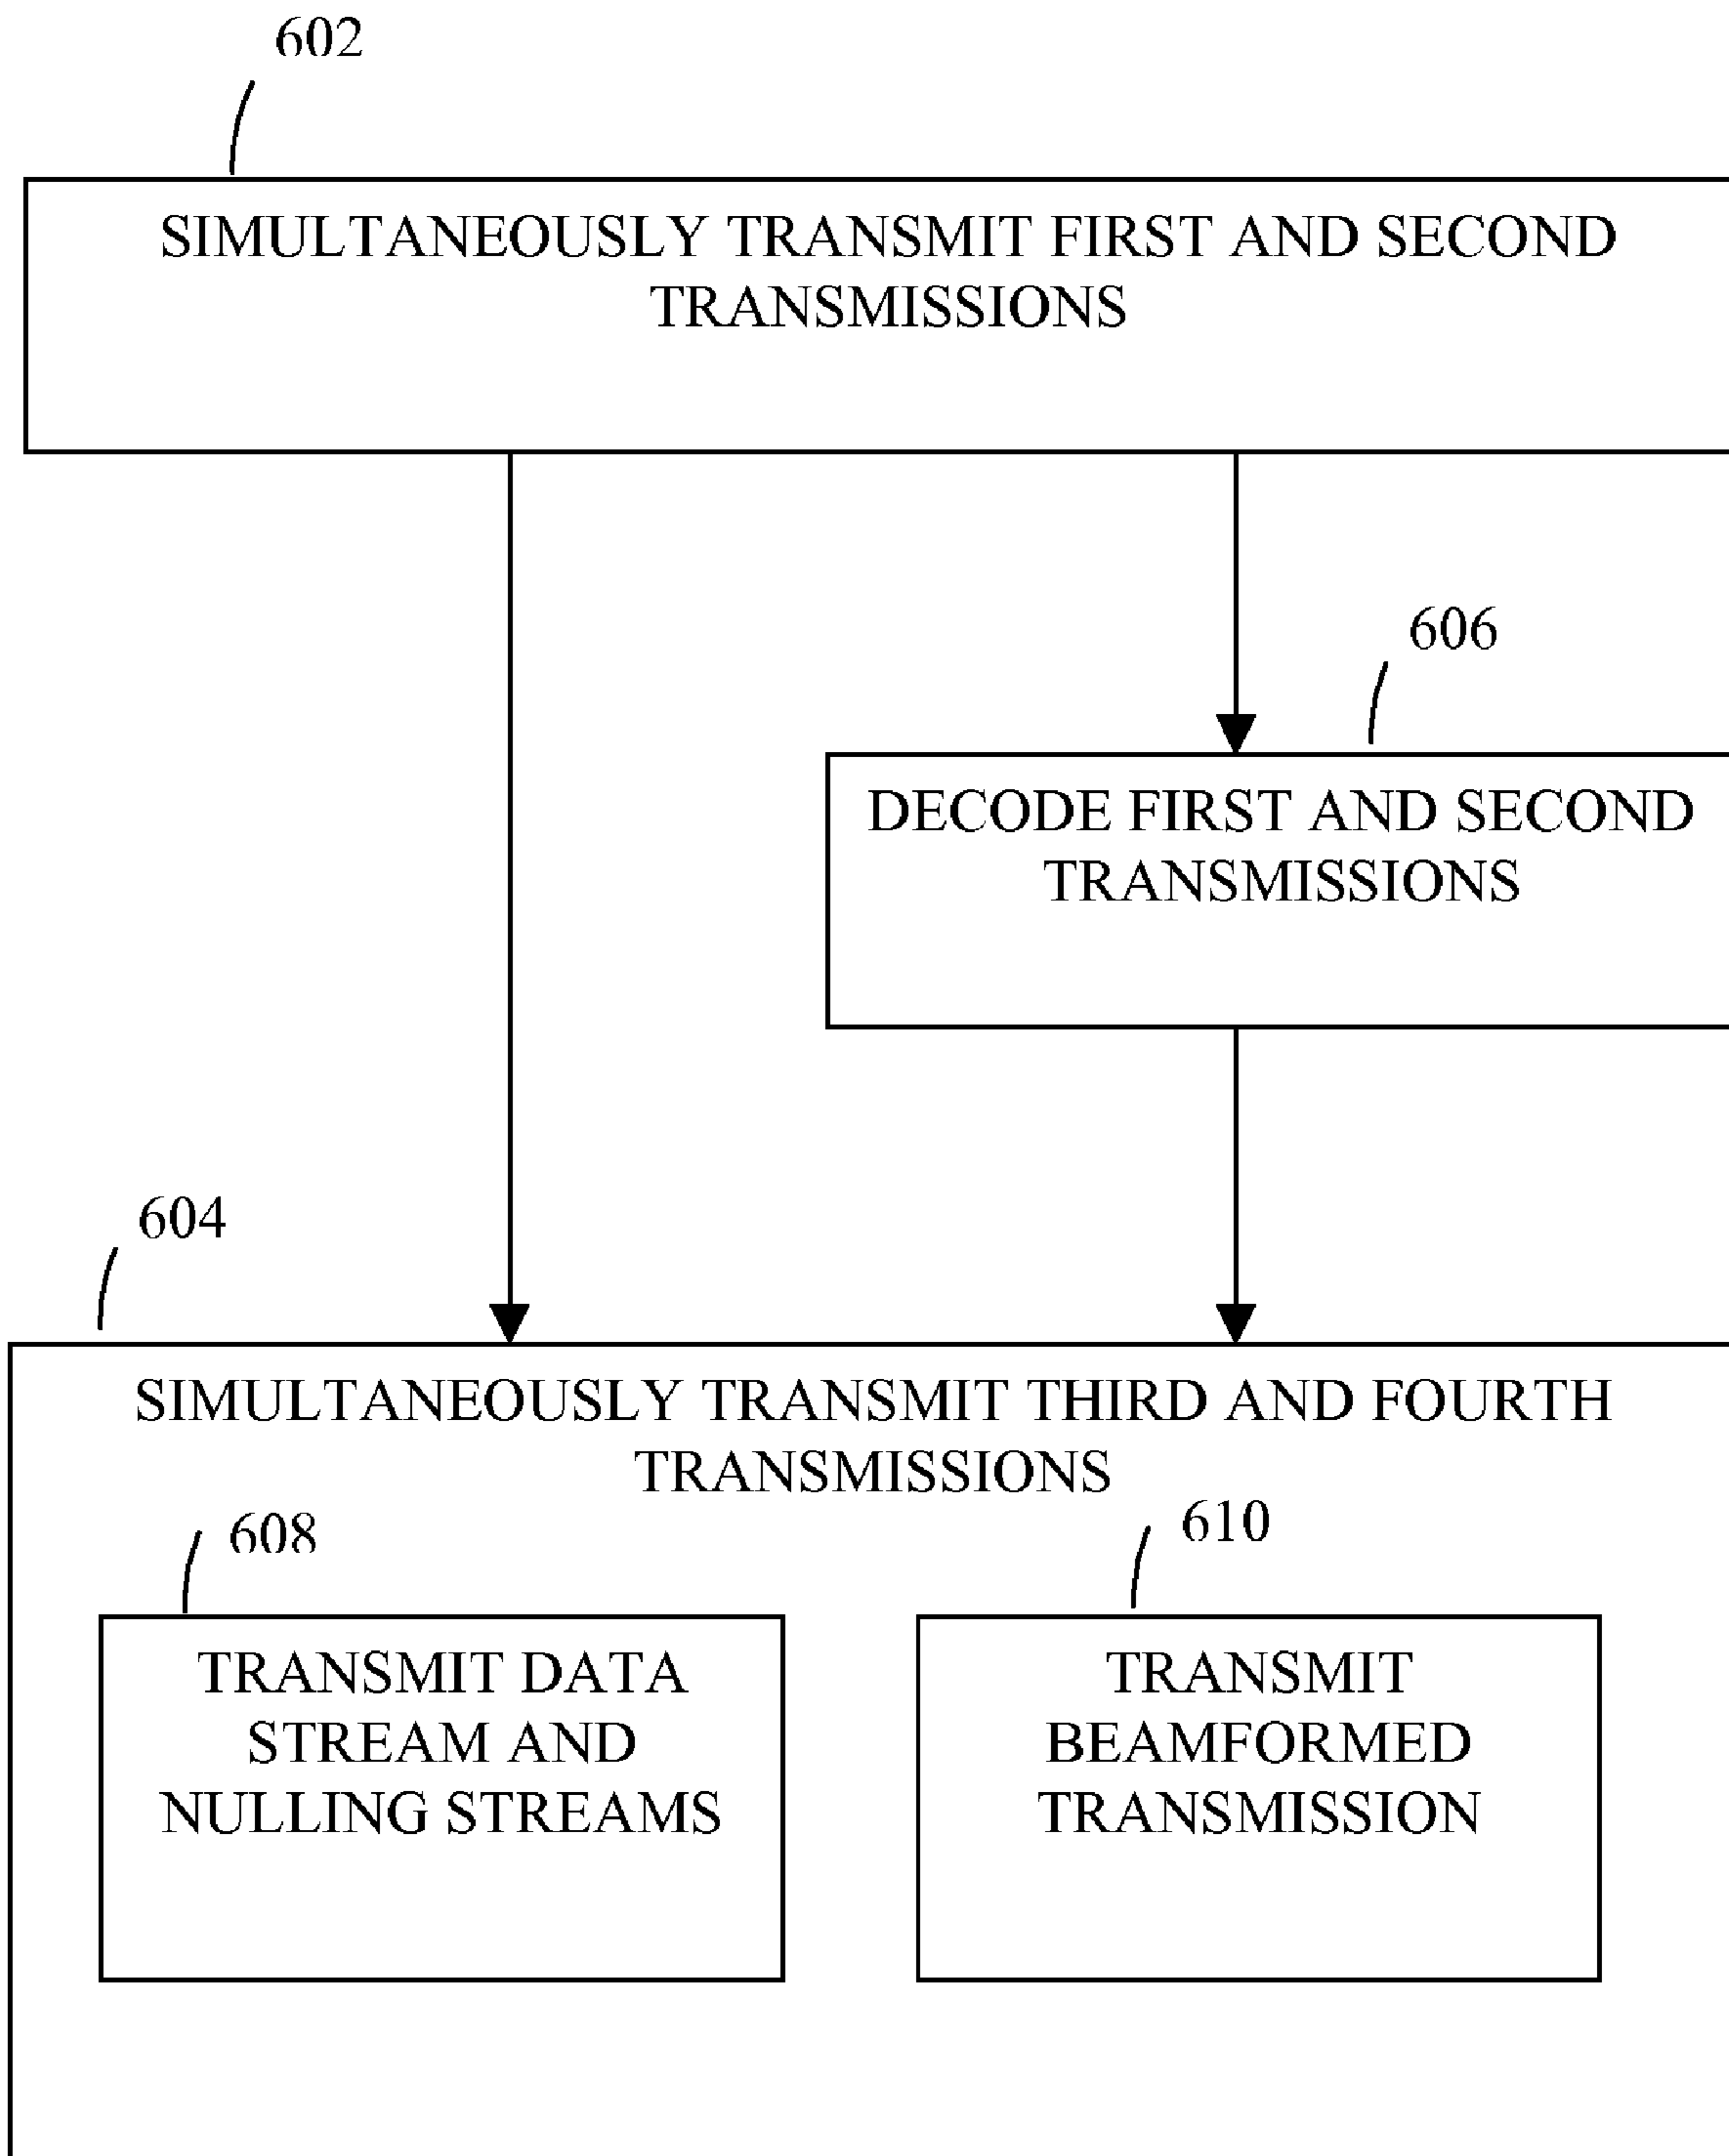 602
SIMULTANEOUSLY TRANSMIT FIRST AND SECOND
TRANSMISSIONS
606
DECODE FIRST AND SECOND
TRANSMISSIONS
604
SIMULTANEOUSLY TRANSMIT THIRD AND FOURTH
TRANSMISSIONS
608
TRANSMIT DATA
STREAM AND
NULLING STREAMS
610
TRANSMIT
BEAMFORMED
TRANSMISSION